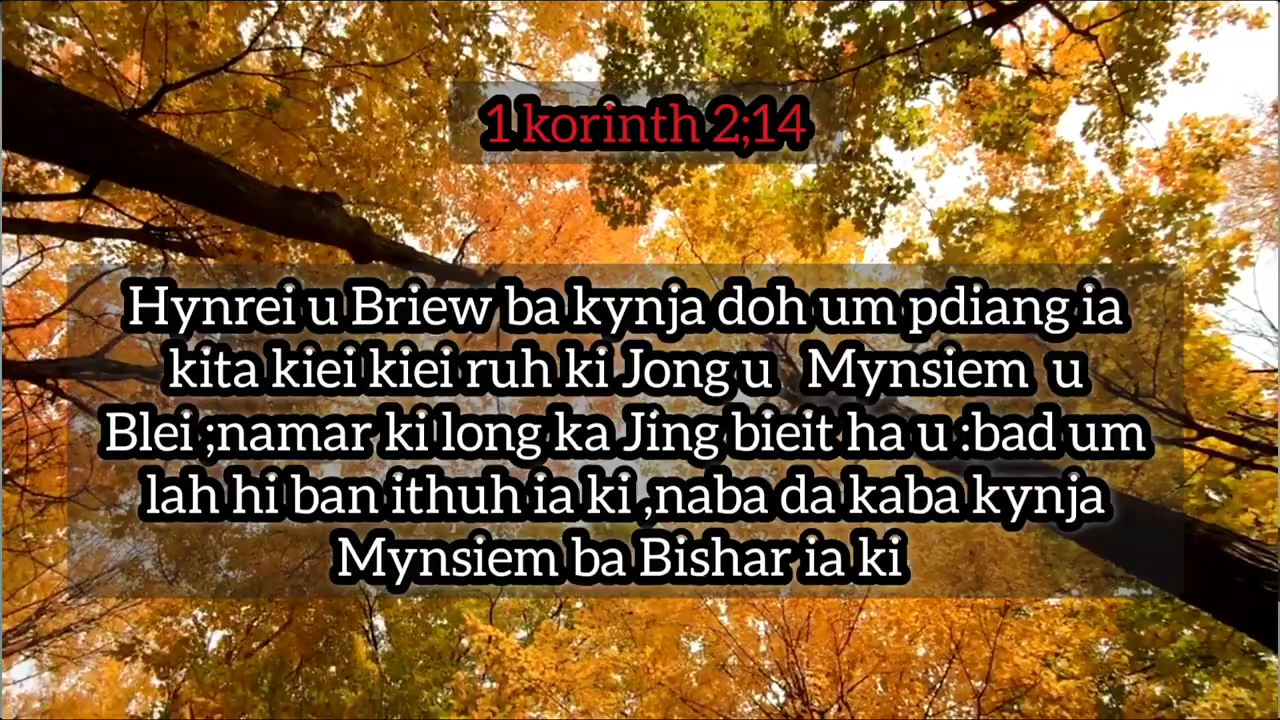 1 korinth 2;14
Hynrei u Briew ba kynja doh um pdiang ia
kita kiei kiei ruh ki Jong u Mynsiem u
Blei ;namar ki long ka Jing bieit ha u :bad um
lah hi ban ithuh ia ki ,naba da kaba kynja
Mynsiem ba Bishar ia ki